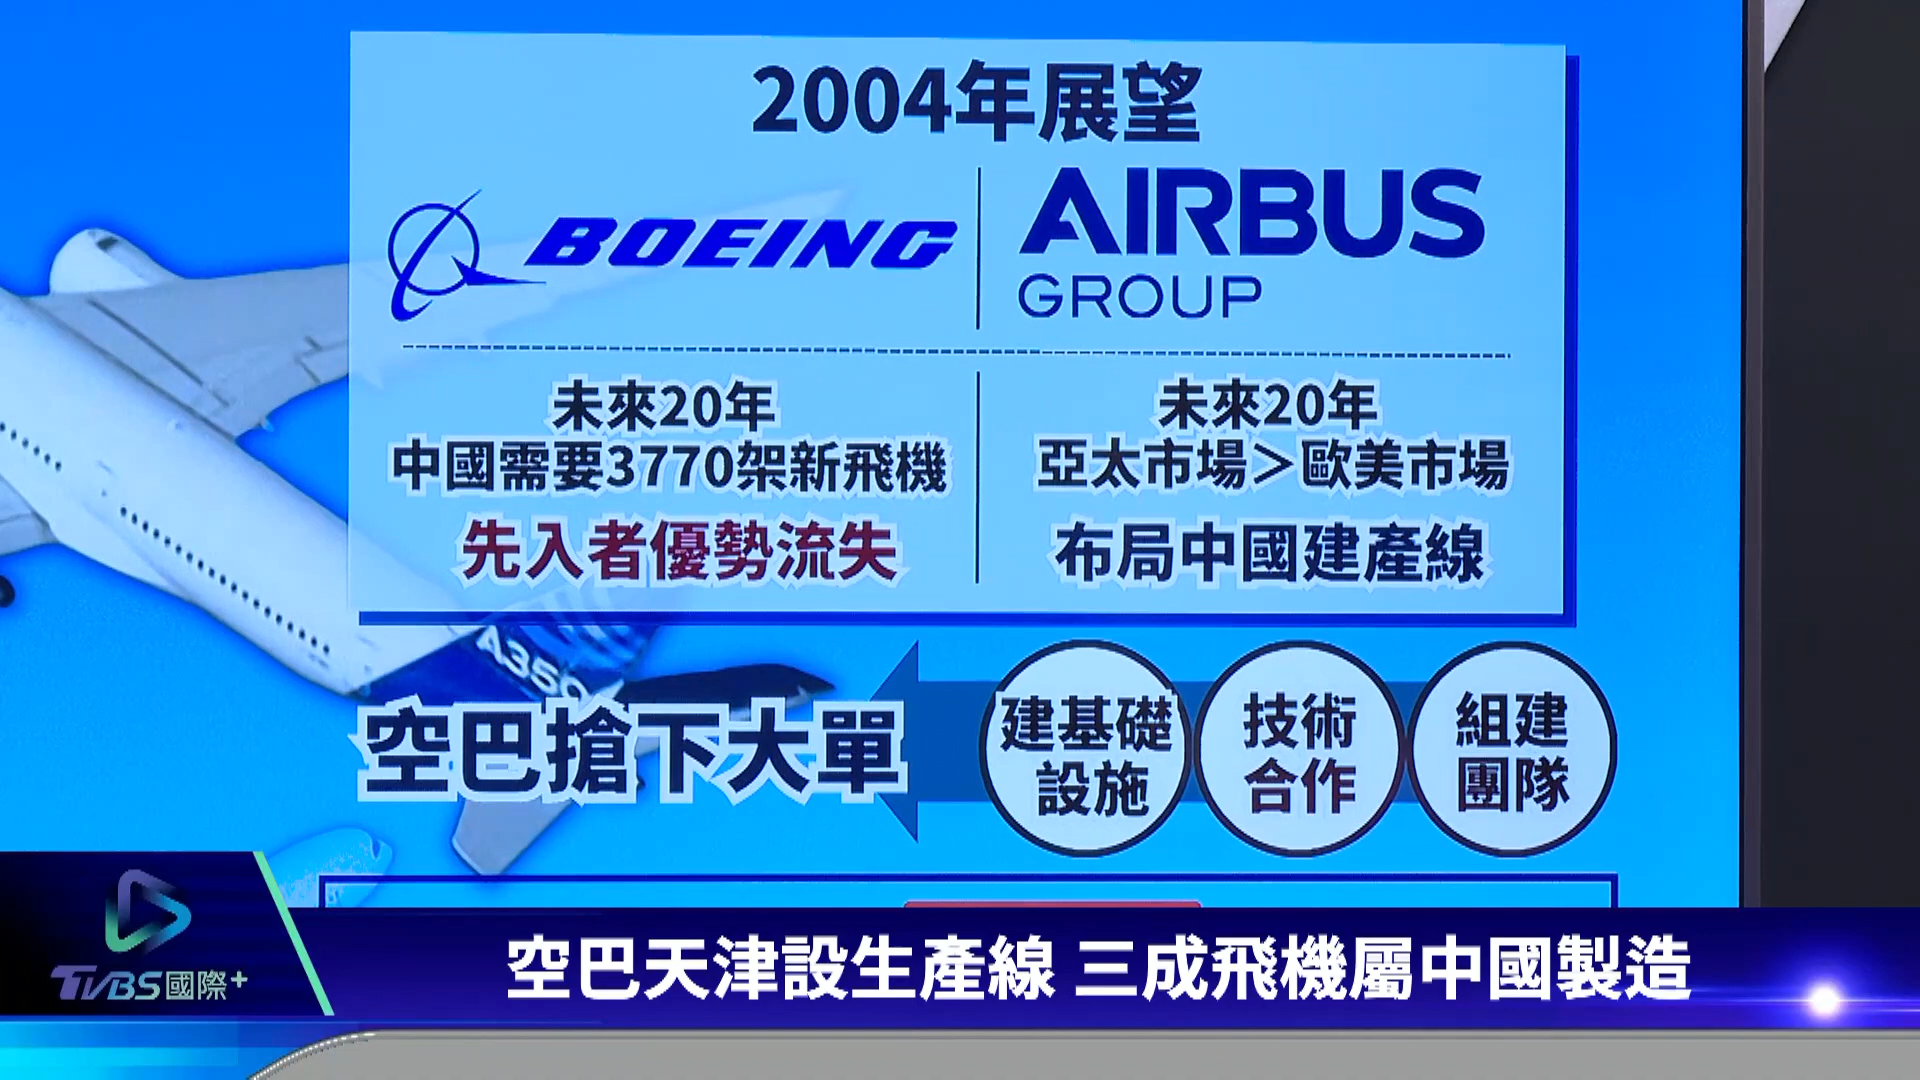 2004年展望
BOEING
AIRBUS
GROUP
未來20年
中國需要3770架新飛機
先入者優勢流失
未來20年
亞太市場>歐美市場
布局中國建產線
A350
空巴搶下大單
建基礎
設施
技術
合作
組建
團隊
TVBS國際+
空巴天津設生產線 三成飛機屬中國製造